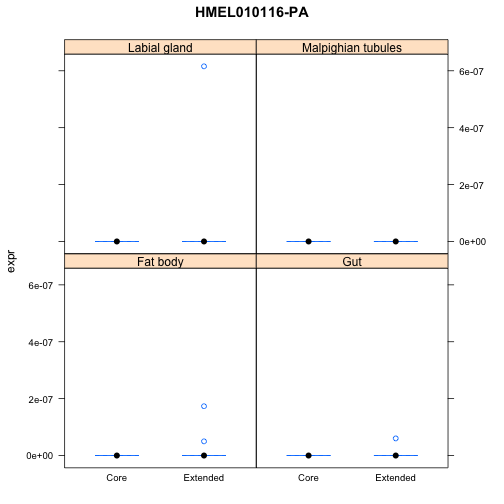 HMEL010116-PA
Labial gland
Malpighian tubules
6e-07
4e-07
2e-07
0e+00
expr
Fat body
Gut
6e-07
4e-07
2e-07
0e+00
Core
Extended
Core
Extended